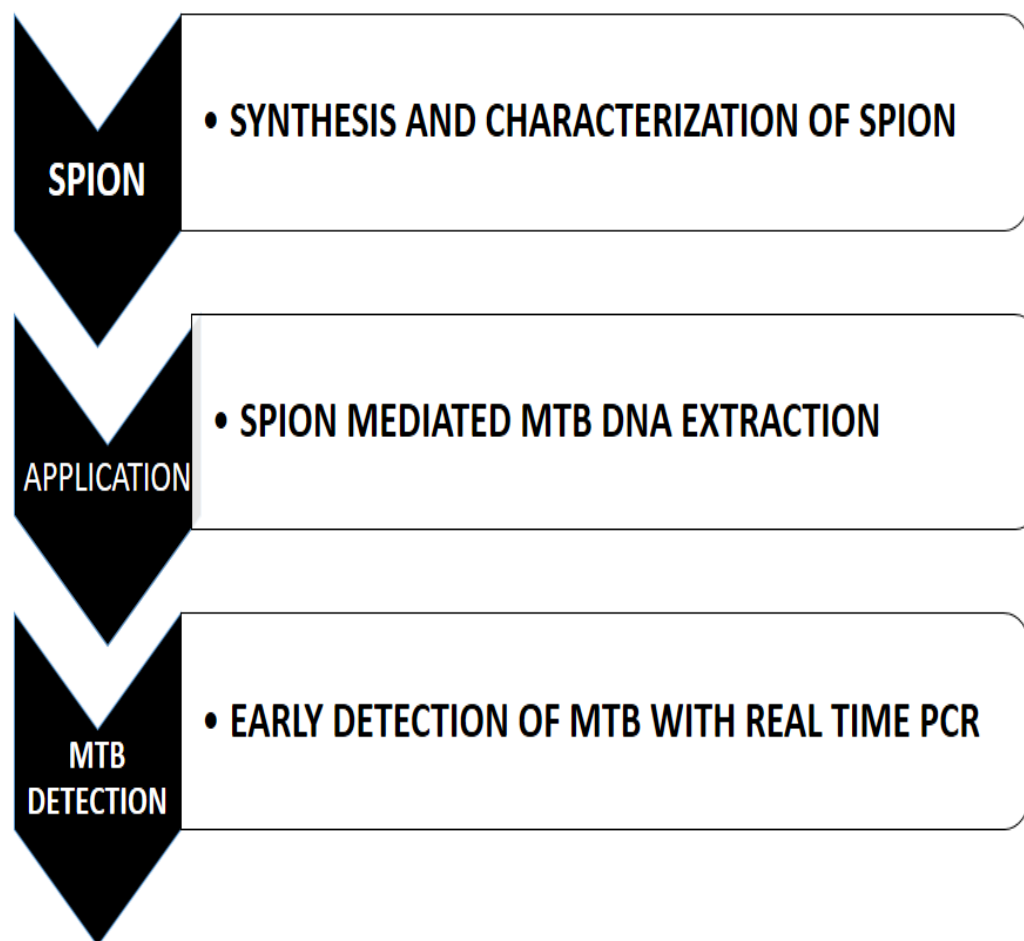 SPION
• SYNTHESIS AND CHARACTERIZATION OF SPION
APPLICATION
• SPION MEDIATED MTB DNA EXTRACTION
MTB
DETECTION
• EARLY DETECTION OF MTB WITH REAL TIME PCR